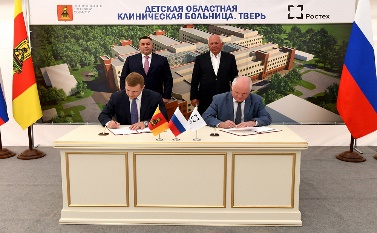 ДЕТСКАЯ ОБЛАСТНАЯ
КЛИНИЧЕСКАЯ БОЛЬНИЦА. ТВЕРЬ
Ростех